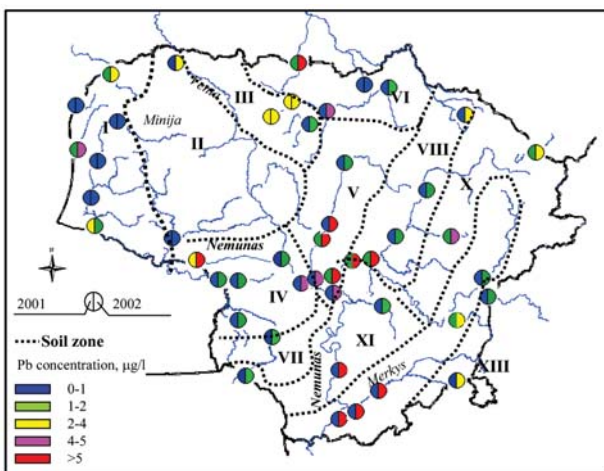 III
VI
Venta
I
Minija
II
VIII
X
V
Nemunas
N
2001 2002
IV
Soil zone
XI
VII
Pb concentration, µg/l
Nemunas
Merkys
XIII
0-1
1-2
2-4
4-5
>5